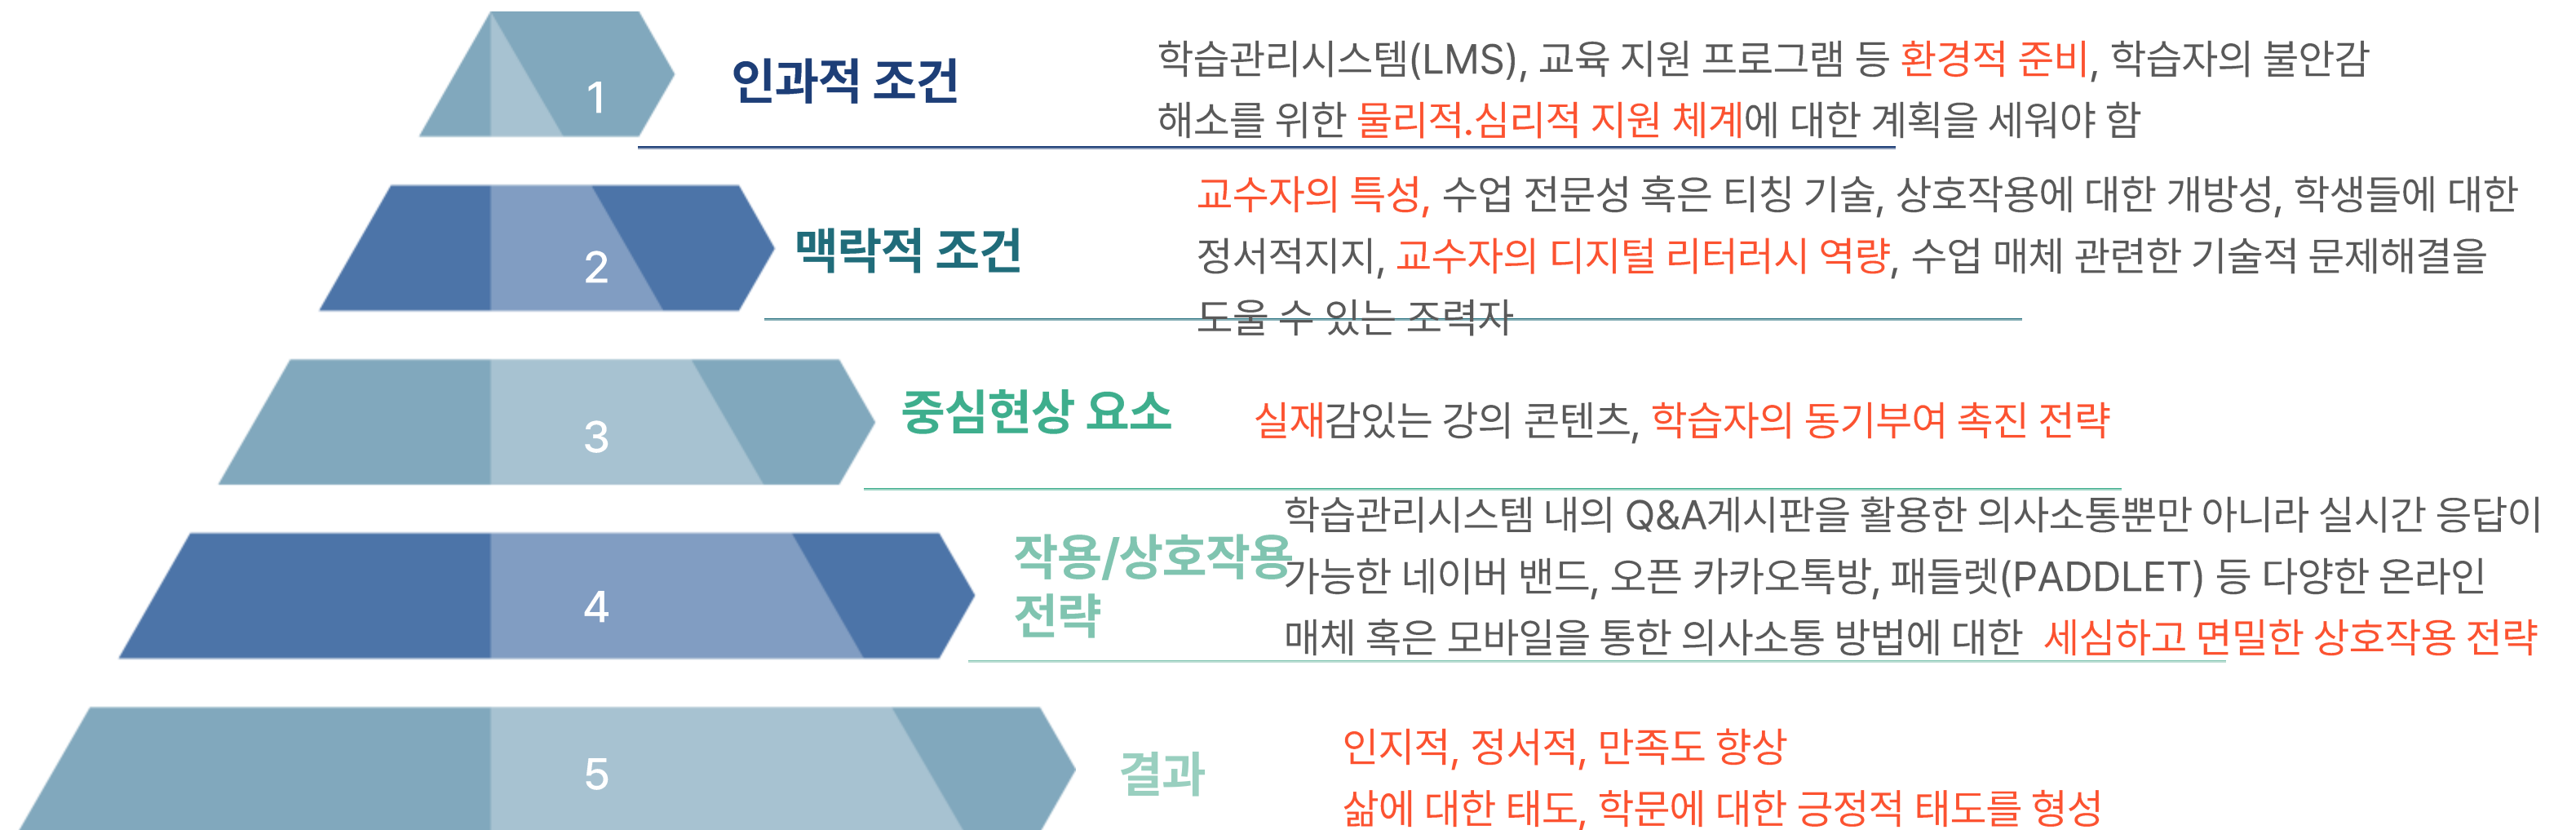 1
인과적 조건
학습관리시스템(LMS), 교육 지원 프로그램 등 환경적 준비, 학습자의 불안감
해소를 위한 물리적.심리적 지원 체계에 대한 계획을 세워야 함
2
맥락적 조건
교수자의 특성, 수업 전문성 혹은 티칭 기술, 상호작용에 대한 개방성, 학생들에 대한
정서적지지, 교수자의 디지털 리터러시 역량, 수업 매체 관련한 기술적 문제해결을
도울 수 있는 조력자
3
중심현상 요소
실재감있는 강의 콘텐츠, 학습자의 동기부여 촉진 전략
4
작용/상호작용
전략
학습관리시스템 내의 Q&A게시판을 활용한 의사소통뿐만 아니라 실시간 응답이
가능한 네이버 밴드, 오픈 카카오톡방, 패들렛(PADDLET) 등 다양한 온라인
매체 혹은 모바일을 통한 의사소통 방법에 대한 세심하고 면밀한 상호작용 전략
5
결과
인지적, 정서적, 만족도 향상
삶에 대한 태도, 학문에 대한 긍정적 태도를 형성